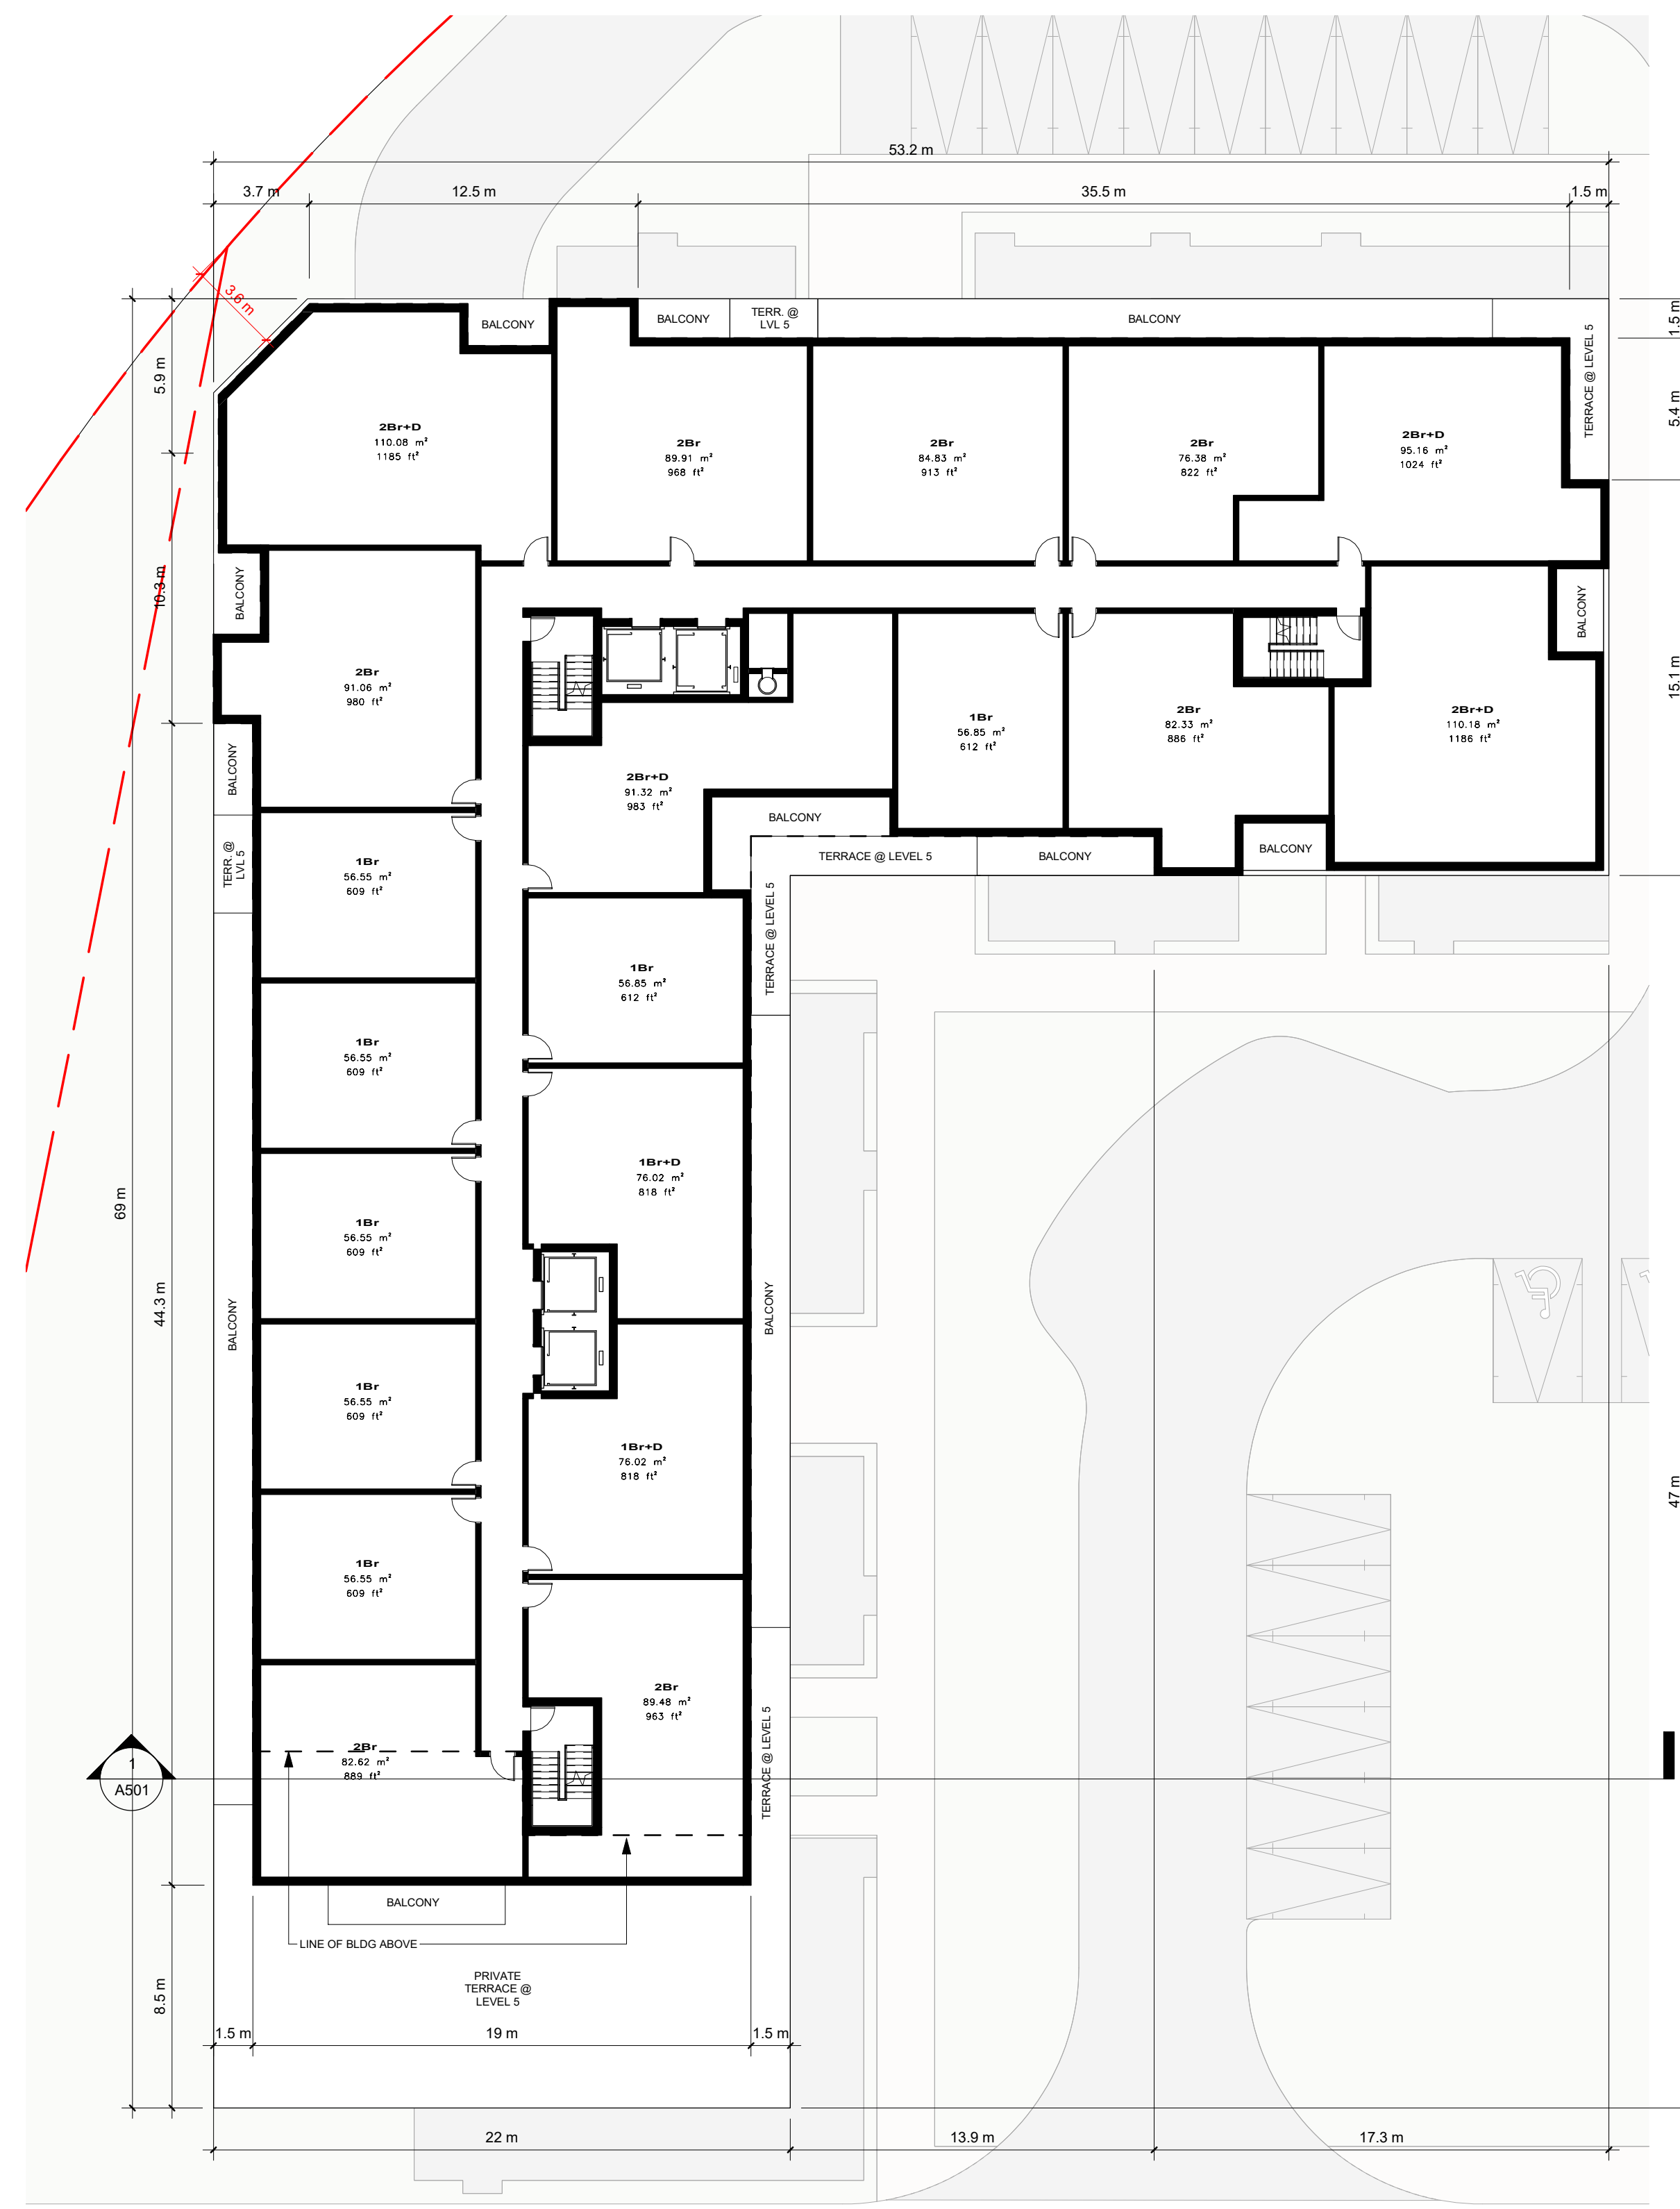 53.2 m
3.7 m
12.5 m
35.5 m
1.5 m
3.6 m
5.9 m
10.3 m
69 m
44.3 m
8.5 m
1.5 m
5.4 m
15.1 m
47 m
BALCONY
BALCONY
TERR. @
LVL 5
BALCONY
TERRACE @ LEVEL 5
2Br+D
110.08 m²
1185 ft²
2Br
89.91 m²
968 ft²
2Br
84.83 m²
913 ft²
2Br
76.38 m²
822 ft²
2Br+D
95.16 m²
1024 ft²
BALCONY
BALCONY
2Br
91.06 m²
980 ft²
2Br+D
91.32 m²
983 ft²
1Br
56.85 m²
612 ft²
2Br
82.33 m²
886 ft²
2Br+D
110.18 m²
1186 ft²
BALCONY
BALCONY
TERRACE @ LEVEL 5
BALCONY
BALCONY
TERR. @
LVL 5
1Br
56.55 m²
609 ft²
TERRACE @ LEVEL 5
1Br
56.85 m²
612 ft²
1Br
56.55 m²
609 ft²
1Br+D
76.02 m²
818 ft²
1Br
56.55 m²
609 ft²
BALCONY
BALCONY
1Br
56.55 m²
609 ft²
1Br+D
76.02 m²
818 ft²
1Br
56.55 m²
609 ft²
2Br
89.48 m²
963 ft²
TERRACE @ LEVEL 5
2Br
82.62 m²
889 ft²
1
A501
BALCONY
LINE OF BLDG ABOVE
PRIVATE
TERRACE @
LEVEL 5
1.5 m
19 m
1.5 m
22 m
13.9 m
17.3 m